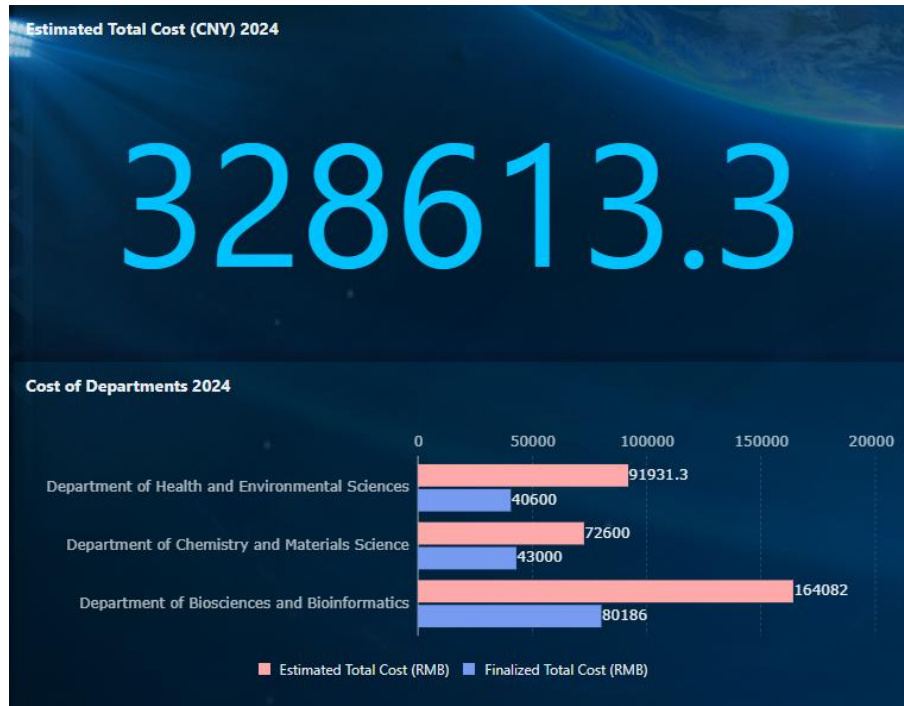 Estimated Total Cost (CNY) 2024
328613.3
Cost of Departments 2024
0 50000 100000 150000 20000
Department of Health and Environmental Sciences 91931.3
40600
Department of Chemistry and Materials Science 72600
43000
Department of Biosciences and Bioinformatics 164082
80186
Estimated Total Cost (RMB) Finalized Total Cost (RMB)